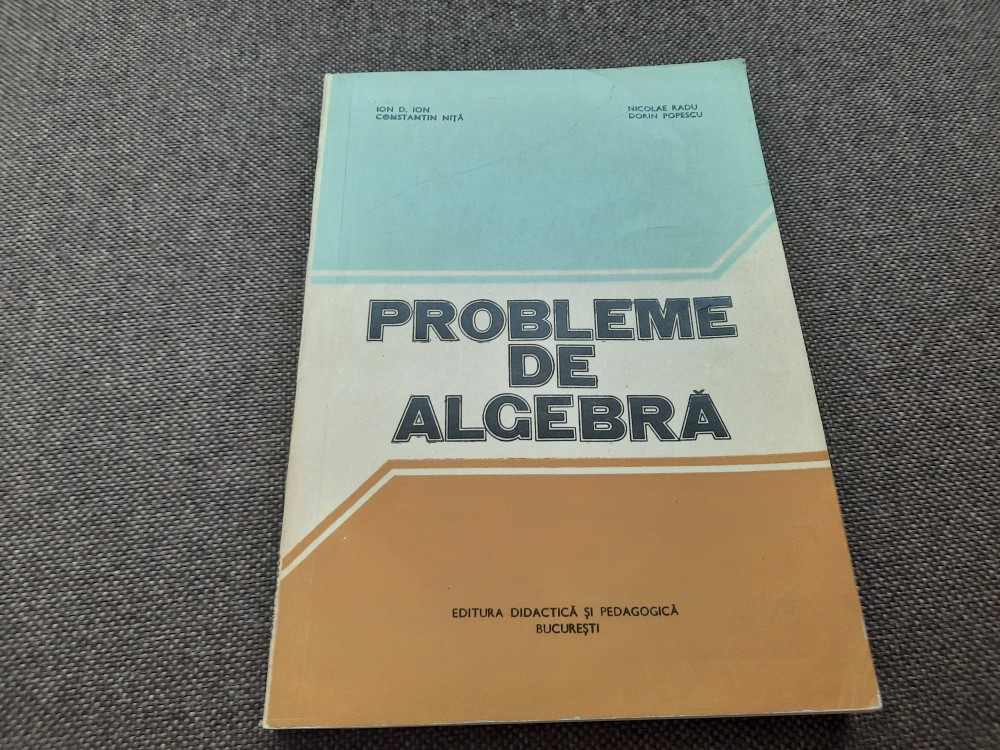 ION D. ION
CONSTANTIN NIȚĂ
NICOLAE RADU
DORIN POPESCU
PROBLEME
DE
ALGEBRĂ
EDITURA DIDACTICĂ ȘI PEDAGOGICĂ
BUCUREȘTI